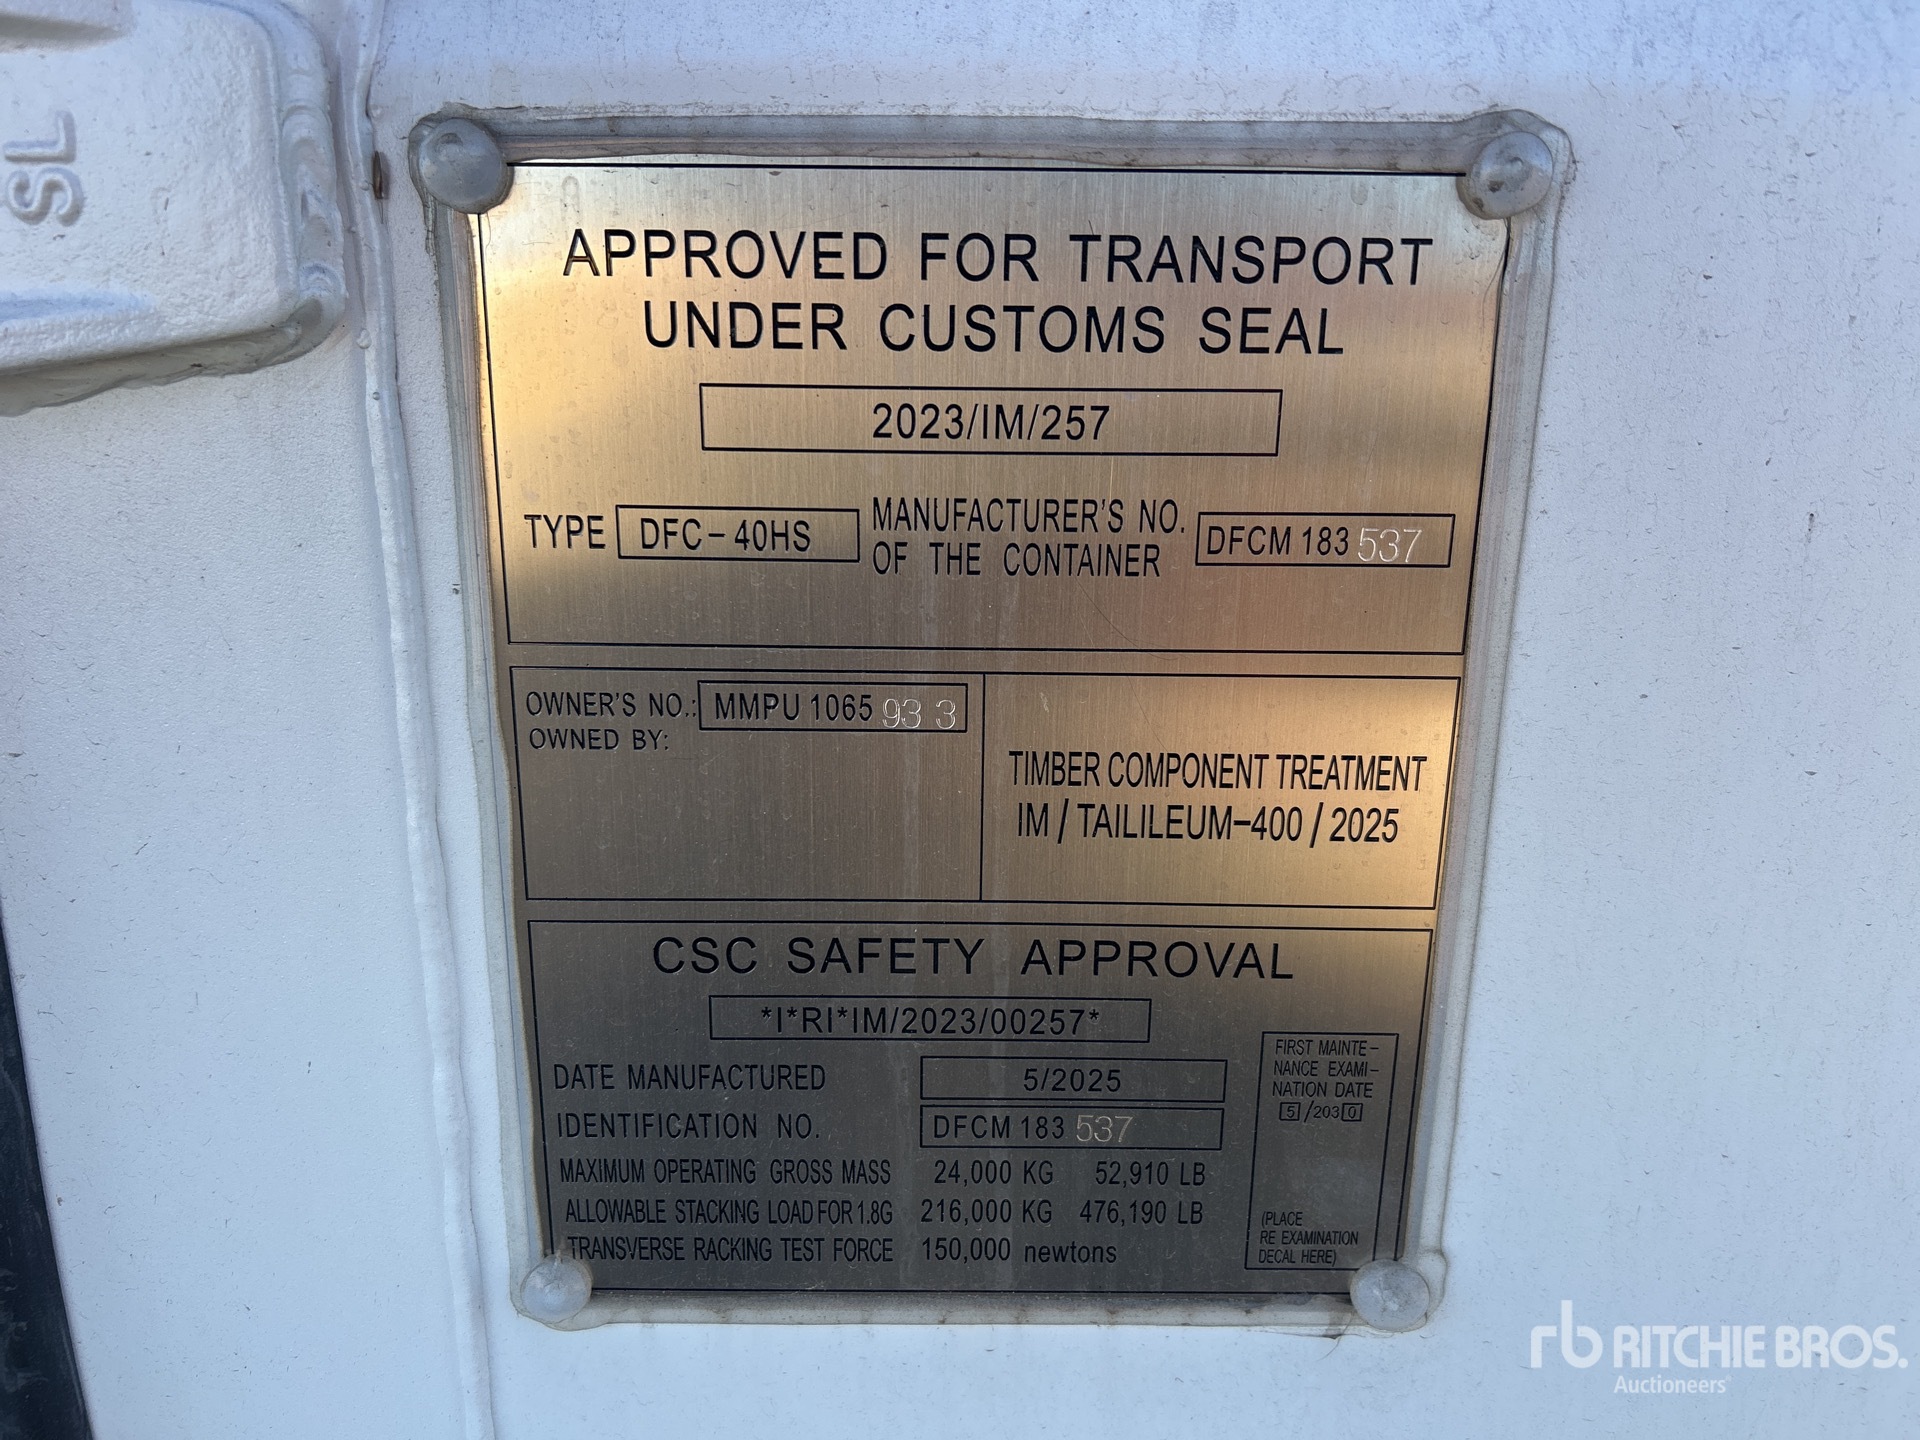 SL
APPROVED FOR TRANSPORT
UNDER CUSTOMS SEAL
2023/IM/257
TYPE DFC-40HS MANUFACTURER'S NO. OF THE CONTAINER DFCM 183 537
OWNER'S NO.: MMPU 1065 93 3
OWNED BY:
TIMBER COMPONENT TREATMENT
IM / TAILILEUM-400 / 2025
CSC SAFETY APPROVAL
*I*RI*IM/2023/00257*
DATE MANUFACTURED 5/2025
IDENTIFICATION NO. DFCM 183 537
MAXIMUM OPERATING GROSS MASS 24,000 KG 52,910 LB
ALLOWABLE STACKING LOAD FOR 1.8G 216,000 KG 476,190 LB
TRANSVERSE RACKING TEST FORCE 150,000 newtons
FIRST MAINTE-
NANCE EXAMI-
NATION DATE
5/2030
(PLACE
RE EXAMINATION
DECAL HERE)
rb RITCHIE BROS.
Auctioneers